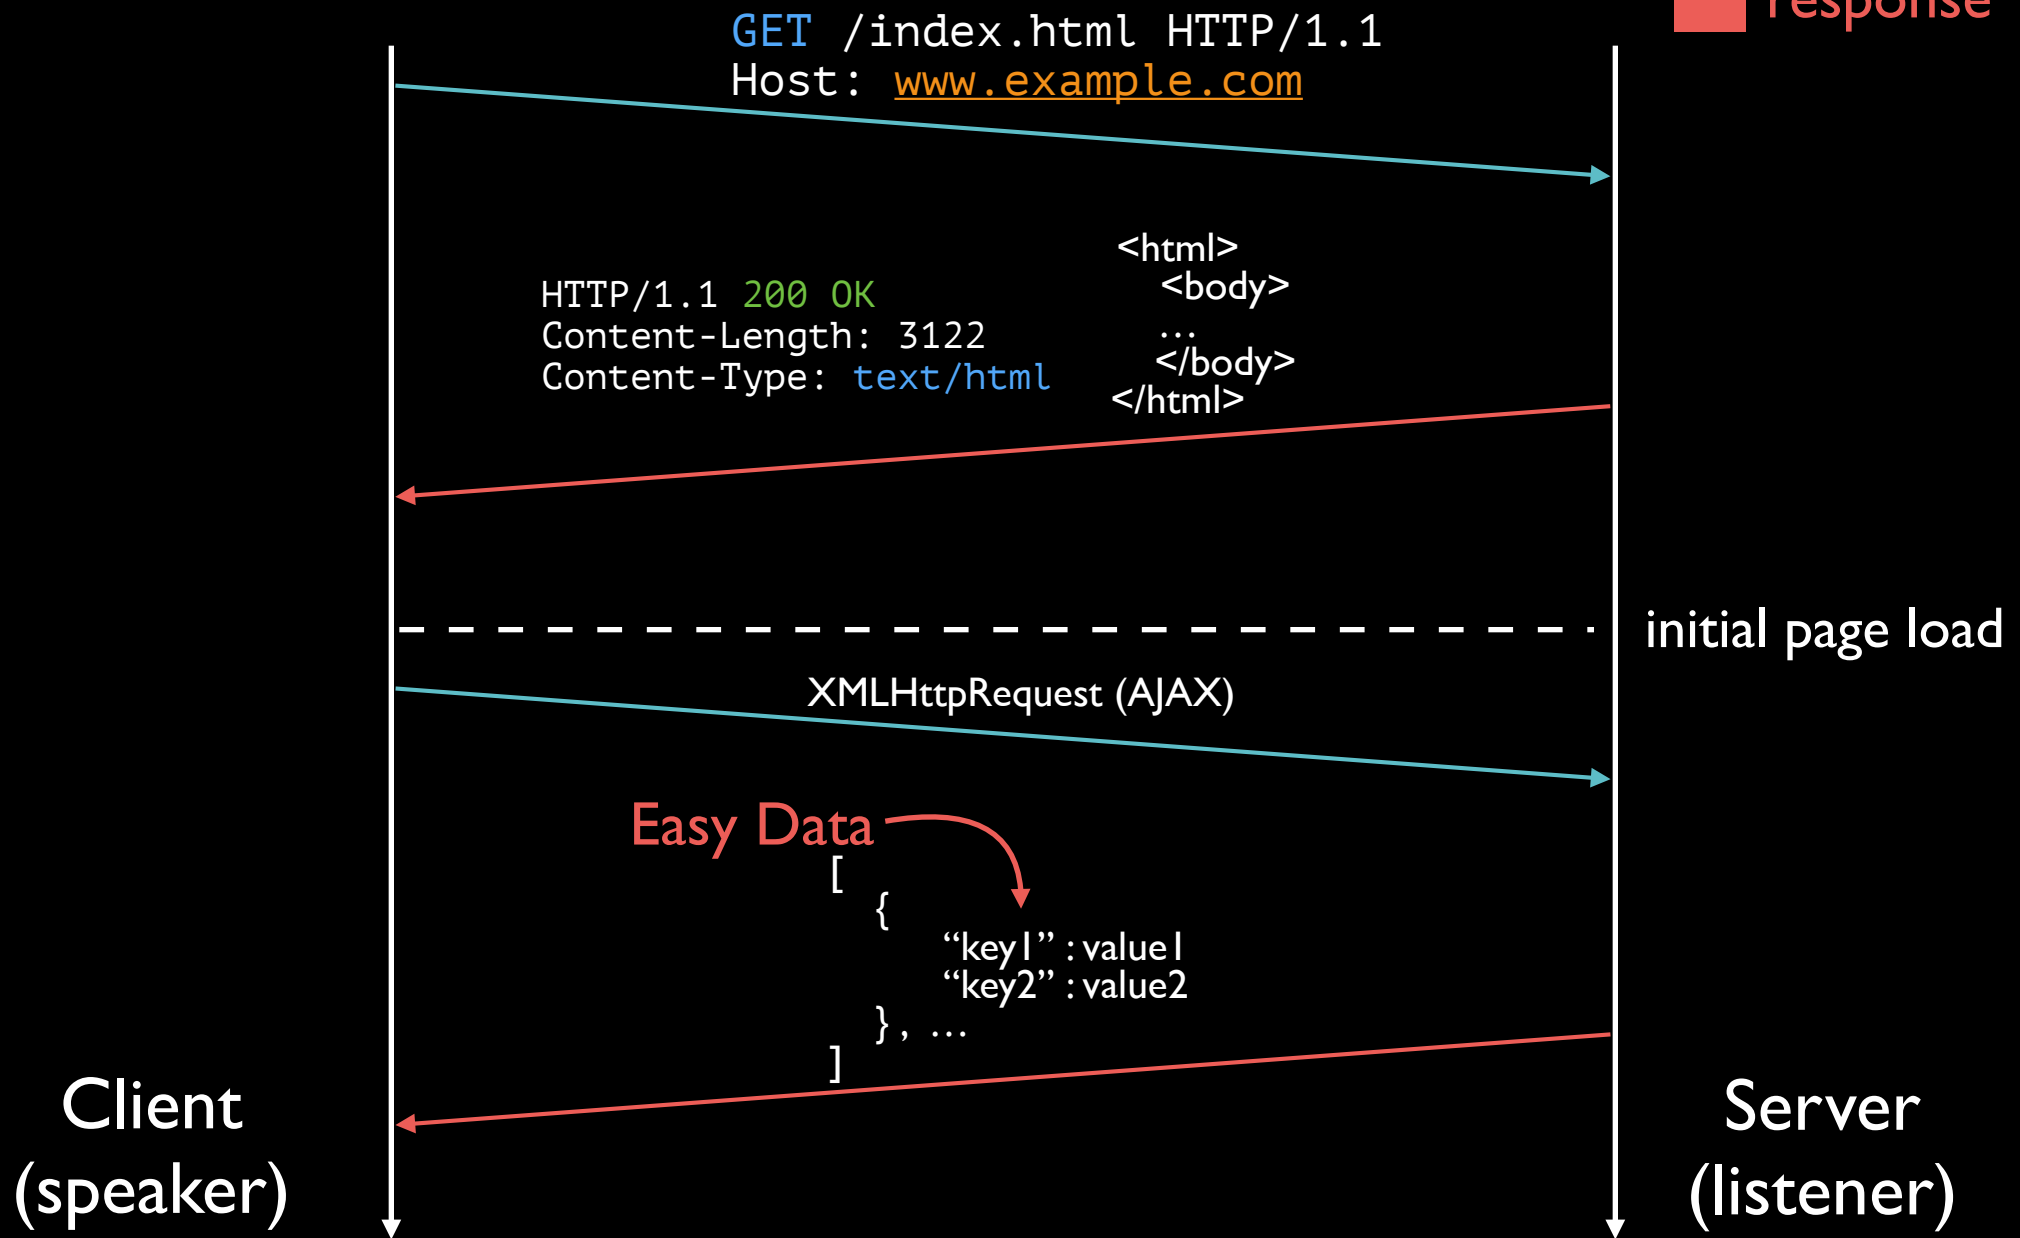 response
GET /index.html HTTP/1.1
Host: www.example.com
<html>
<body>
HTTP/1.1 200 OK
...
Content-Length: 3122
</body>
Content-Type: text/html
</html>
initial page load
XMLHttpRequest (AJAX)
Easy Data
[
{
“key1” : value1
“key2” : value2
}, ...
]
Client
(speaker)
Server
(listener)